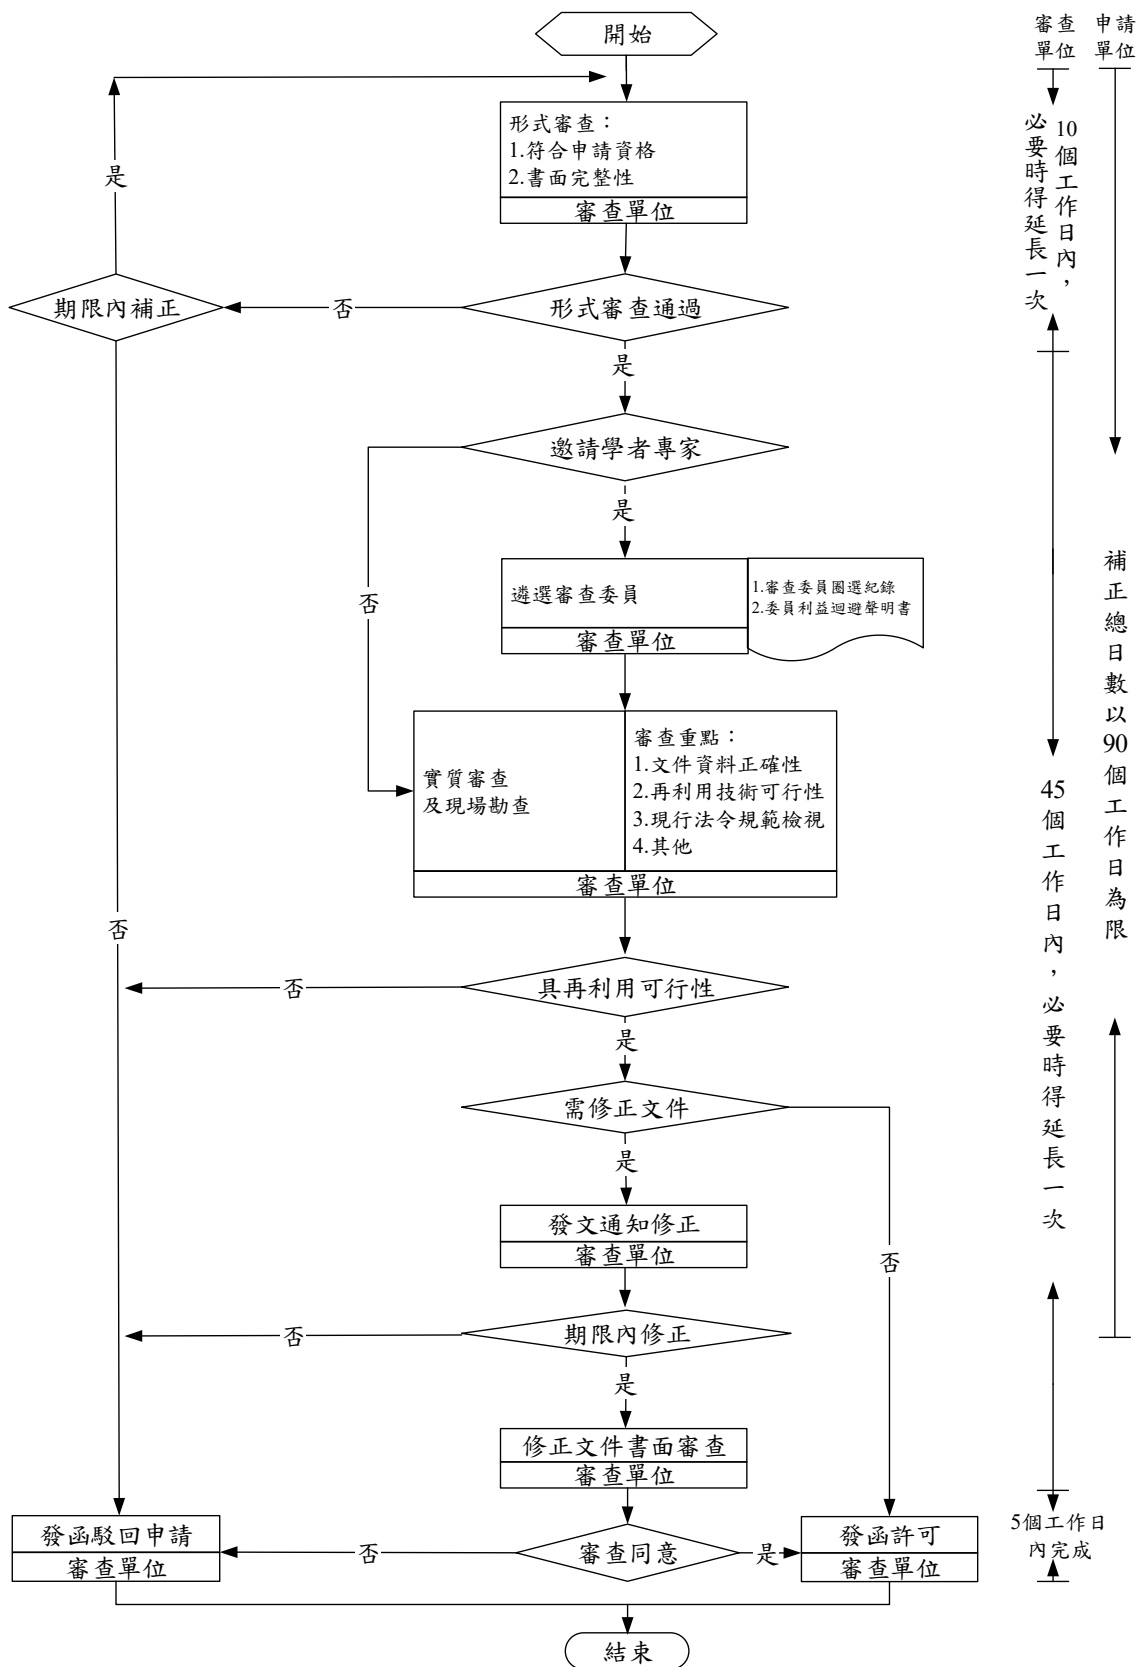 開始
審查單位
申請單位
形式審查：
1.符合申請資格
2.書面完整性
審查單位
10個工作日內，
必要時得延長一次
是
期限內補正
否
形式審查通過
是
邀請學者專家
是
否
遴選審查委員
審查單位
1.審查委員圈選紀錄
2.委員利益迴避聲明書
補正總日數以90個工作日為限
實質審查
及現場勘查
審查重點：
1.文件資料正確性
2.再利用技術可行性
3.現行法令規範檢視
4.其他
審查單位
45個工作日內，必要時得延長一次
否
否
具再利用可行性
是
需修正文件
是
發文通知修正
審查單位
否
否
期限內修正
是
修正文件書面審查
審查單位
發函駁回申請
審查單位
否
審查同意
是
發函許可
審查單位
5個工作日
內完成
結束